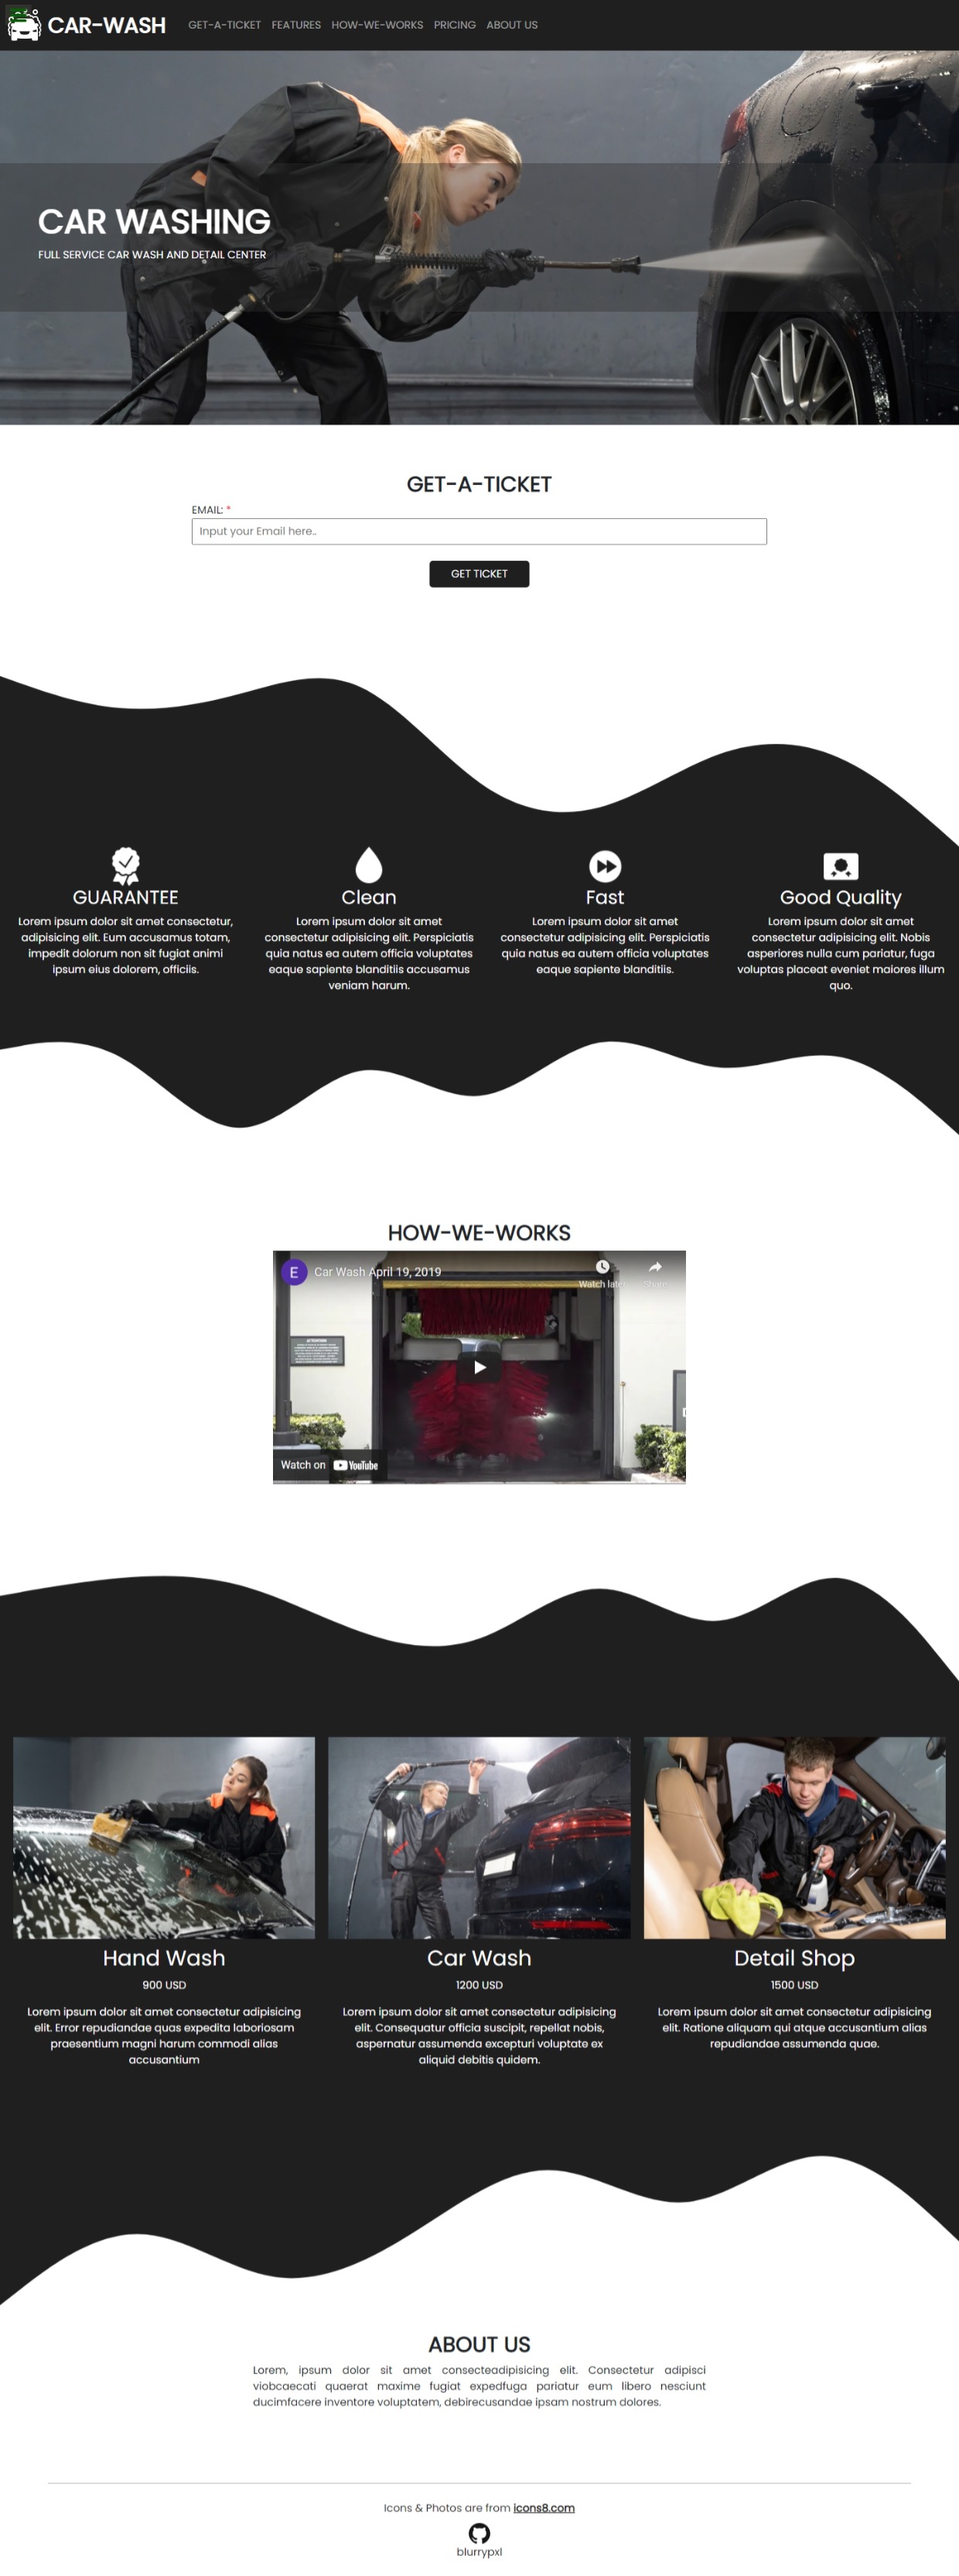 CAR-WASH
GET-A-TICKET FEATURES HOW-WE-WORKS PRICING ABOUT US
CAR WASHING
FULL SERVICE CAR WASH AND DETAIL CENTER
GET-A-TICKET
EMAIL: *
Input your Email here..
GET TICKET
GUARANTEE
Lorem ipsum dolor sit amet consectetur,
adipisicing elit. Eum accusamus totam,
impedit dolorum non sit fugiat animi
ipsum eius dolorem, officiis.
Clean
Lorem ipsum dolor sit amet
consectetur adipisicing elit. Perspiciatis
quia natus ea autem officia voluptates
eaque sapiente blanditiis accusamus
veniam harum.
Fast
Lorem ipsum dolor sit amet
consectetur adipisicing elit. Perspiciatis
quia natus ea autem officia voluptates
eaque sapiente blanditiis.
Good Quality
Lorem ipsum dolor sit amet
consectetur adipisicing elit. Nobis
asperiores nulla cum pariatur, fuga
voluptas placeat eveniet maiores illum
quo.
HOW-WE-WORKS
E Car Wash April 19, 2019
Watch later Share
Watch on YouTube
Hand Wash
900 USD
Lorem ipsum dolor sit amet consectetur adipisicing
elit. Error repudiandae quas expedita laboriosam
praesentium magni harum commodi alias
accusantium
Car Wash
1200 USD
Lorem ipsum dolor sit amet consectetur adipisicing
elit. Consequatur officia suscipit, repellat nobis,
aspernatur assumenda excepturi voluptate ex
aliquid debitis quidem.
Detail Shop
1500 USD
Lorem ipsum dolor sit amet consectetur adipisicing
elit. Ratione aliquam qui atque accusantium alias
repudiandae assumenda quae.
ABOUT US
Lorem, ipsum dolor sit amet consecteadipisicing elit. Consectetur adipisci
viobcaecati quaerat maxime fugiat expedfuga pariatur eum libero nesciunt
ducimfacere inventore voluptatem, debirecusandae ipsam nostrum dolores.
Icons & Photos are from icons8.com
blurrypxl